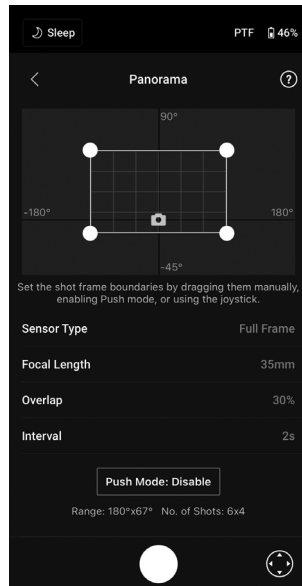 Sleep
PTF 46%
Panorama ?
90°
-180° 180°
-45°
Set the shot frame boundaries by dragging them manually,
enabling Push mode, or using the joystick.
Sensor Type Full Frame
Focal Length 35mm
Overlap 30%
Interval 2s
Push Mode: Disable
Range: 180°x67° No. of Shots: 6x4